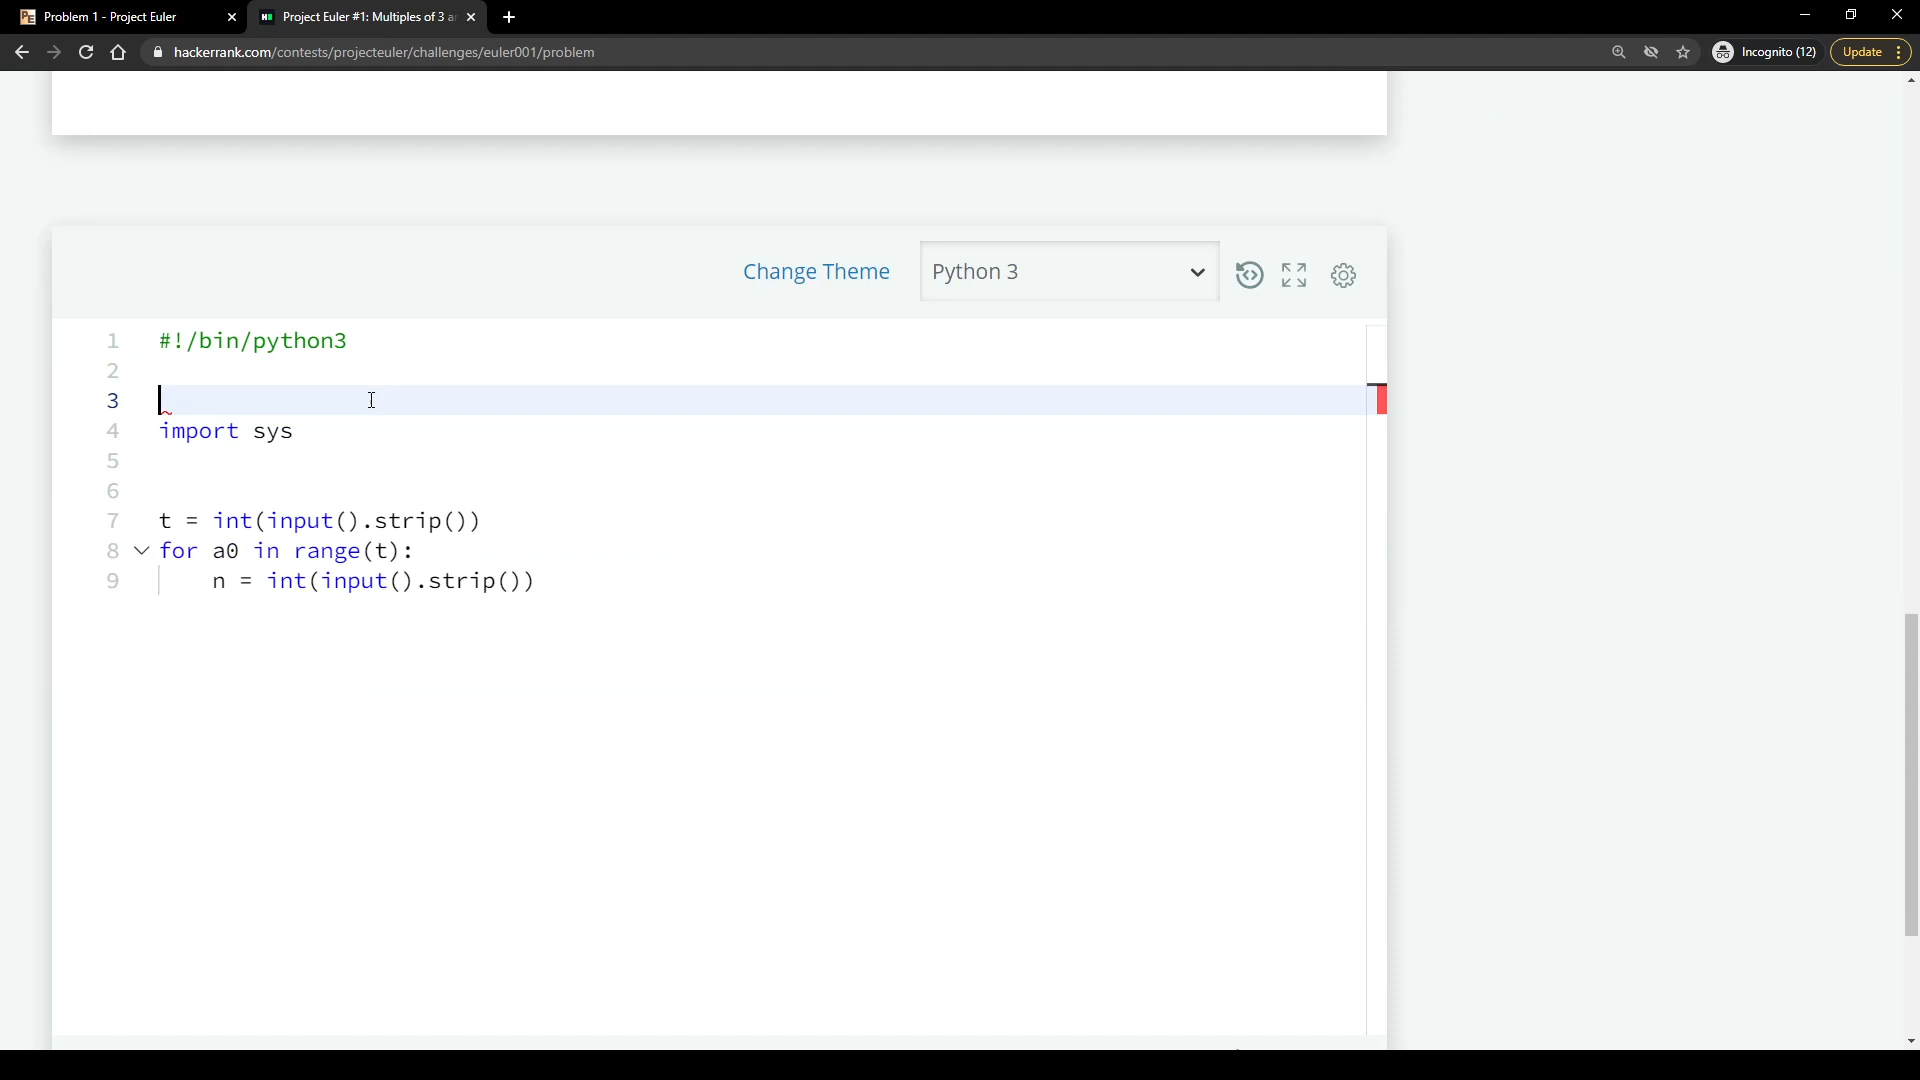 Problem 1 - Project Euler
Project Euler #1: Multiples of 3 a
hackerrank.com/contests/projecteuler/challenges/euler001/problem
Incognito (12)
Update
Change Theme
Python 3
1 #!/bin/python3
2
3
4 import sys
5
6
7 t = int(input().strip())
8 for a0 in range(t):
9 n = int(input().strip())